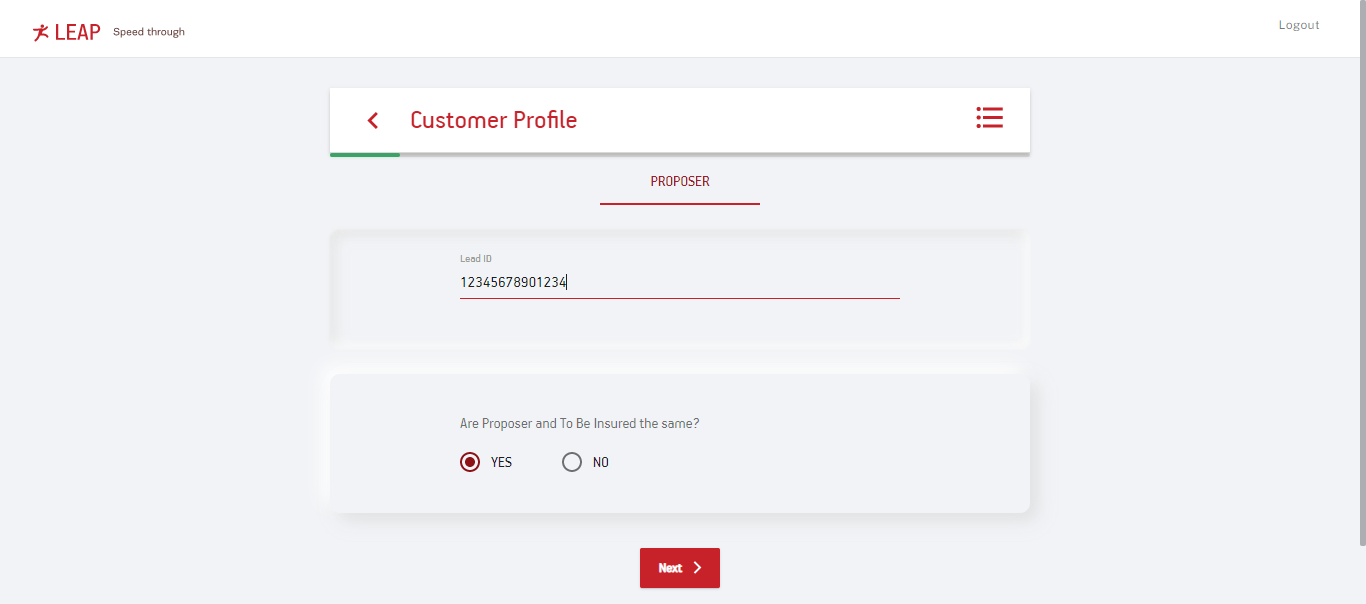 LEAP Speed through
Logout
Customer Profile
PROPOSER
Lead ID
12345678901234
Are Proposer and To Be Insured the same?
YES NO
Next